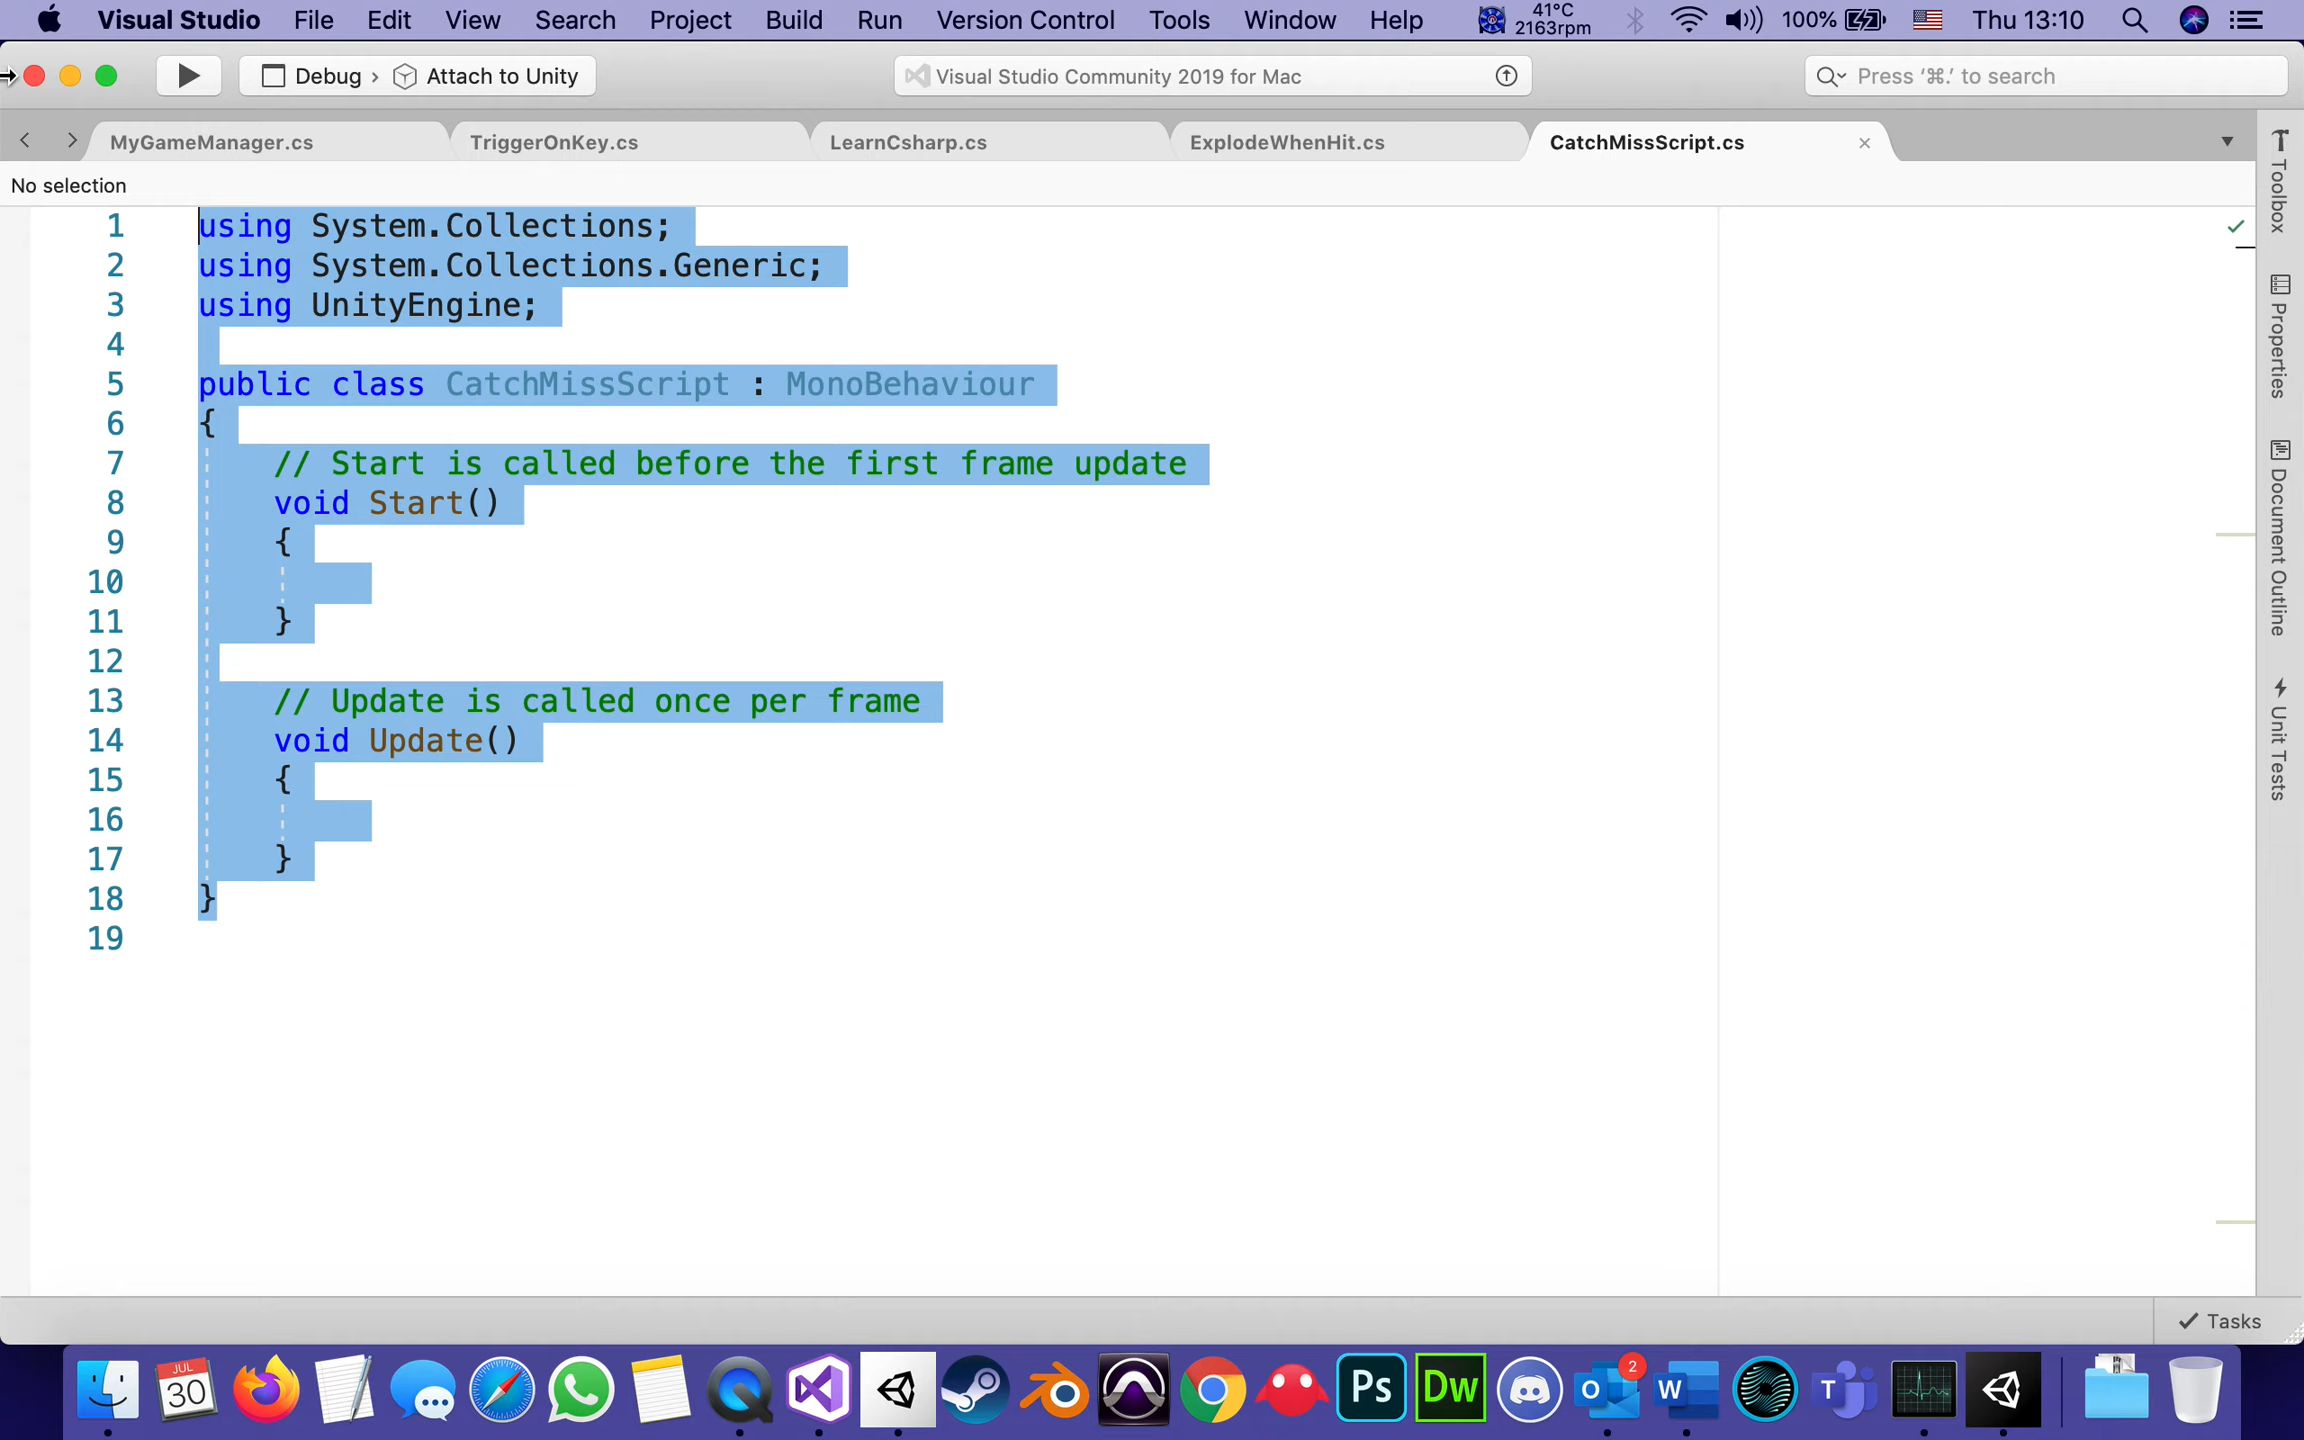 Visual Studio File Edit View Search Project Build Run Version Control Tools Window Help 41°C 2163rpm 100% Thu 13:10
Debug › Attach to Unity Visual Studio Community 2019 for Mac Press ‘⌘.’ to search
MyGameManager.cs TriggerOnKey.cs LearnCsharp.cs ExplodeWhenHit.cs CatchMissScript.cs ×
No selection
1 using System.Collections;
2 using System.Collections.Generic;
3 using UnityEngine;
4
5 public class CatchMissScript : MonoBehaviour
6 {
7 // Start is called before the first frame update
8 void Start()
9 {
10
11 }
12
13 // Update is called once per frame
14 void Update()
15 {
16
17 }
18 }
19
Toolbox
Properties
Document Outline
Unit Tests
Tasks
JUL
30
Ps Dw O 2 W T